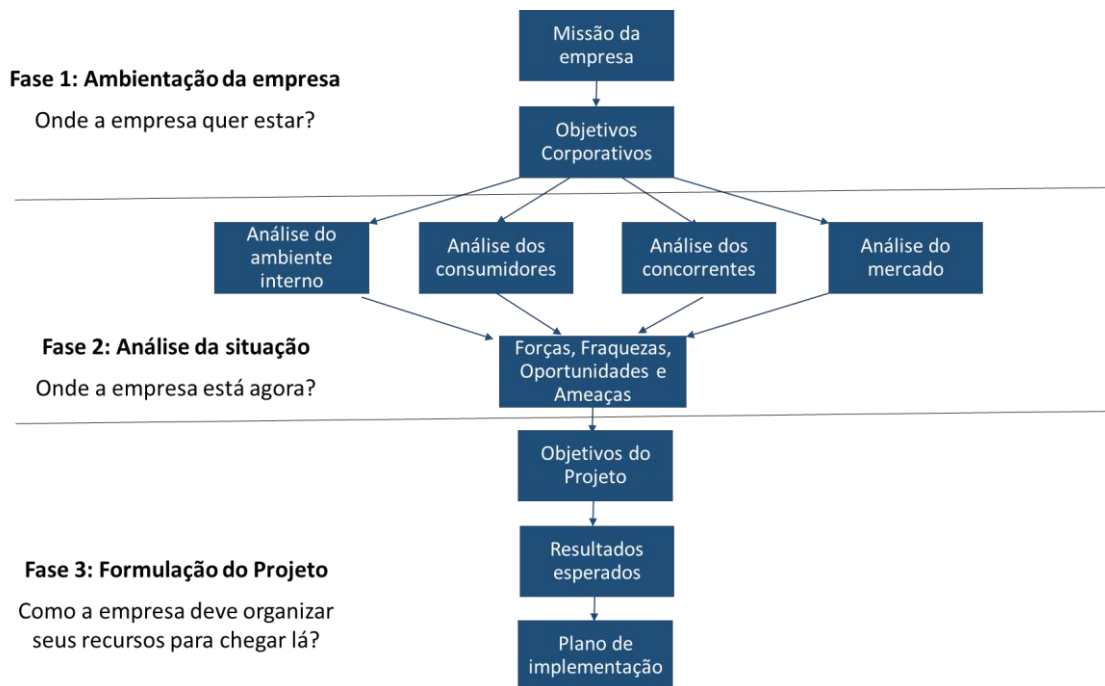 Missão da
empresa
Fase 1: Ambientação da empresa
Onde a empresa quer estar?
Objetivos
Corporativos
Análise do
ambiente
interno
Análise dos
consumidores
Análise dos
concorrentes
Análise do
mercado
Fase 2: Análise da situação
Onde a empresa está agora?
Forças, Fraquezas,
Oportunidades e
Ameaças
Objetivos do
Projeto
Resultados
esperados
Fase 3: Formulação do Projeto
Como a empresa deve organizar
seus recursos para chegar lá?
Plano de
implementação